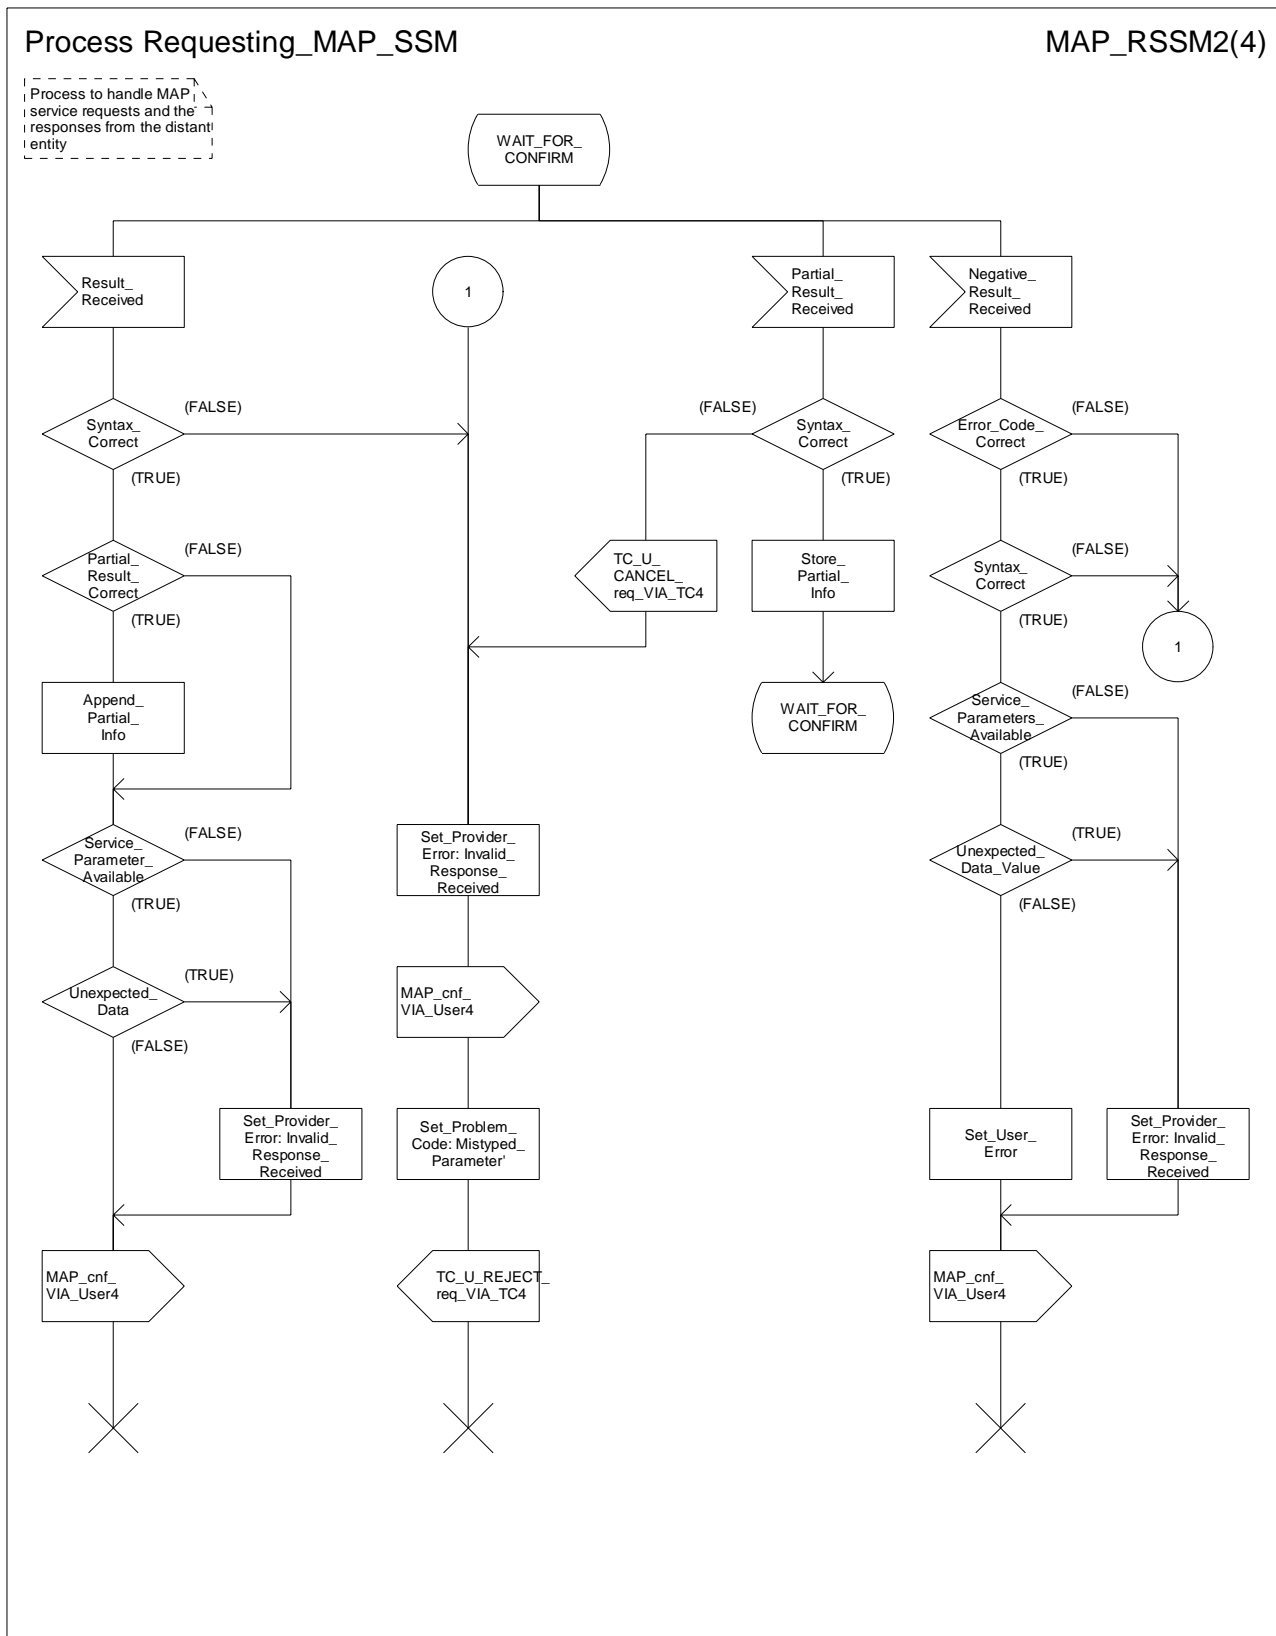 Process Requesting_MAP_SSM
MAP_RSSM2(4)
Process to handle MAP
service requests and the
responses from the distant
entity
WAIT_FOR_
CONFIRM
Result_
Received
1
Partial_
Result_
Received
Negative_
Result_
Received
Syntax_
Correct
(FALSE)
(TRUE)
(FALSE)
Syntax_
Correct
(TRUE)
Error_Code_
Correct
(FALSE)
(TRUE)
Partial_
Result_
Correct
(FALSE)
(TRUE)
TC_U_
CANCEL_
req_VIA_TC4
Store_
Partial_
Info
Syntax_
Correct
(FALSE)
(TRUE)
1
Append_
Partial_
Info
WAIT_FOR_
CONFIRM
Service_
Parameters_
Available
(FALSE)
(TRUE)
Service_
Parameter_
Available
(FALSE)
(TRUE)
Set_Provider_
Error: Invalid_
Response_
Received
Unexpected_
Data_Value
(TRUE)
(FALSE)
Unexpected_
Data
(TRUE)
(FALSE)
MAP_cnf_
VIA_User4
Set_Provider_
Error: Invalid_
Response_
Received
Set_Problem_
Code: Mistyped_
Parameter'
Set_User_
Error
Set_Provider_
Error: Invalid_
Response_
Received
MAP_cnf_
VIA_User4
TC_U_REJECT_
req_VIA_TC4
MAP_cnf_
VIA_User4